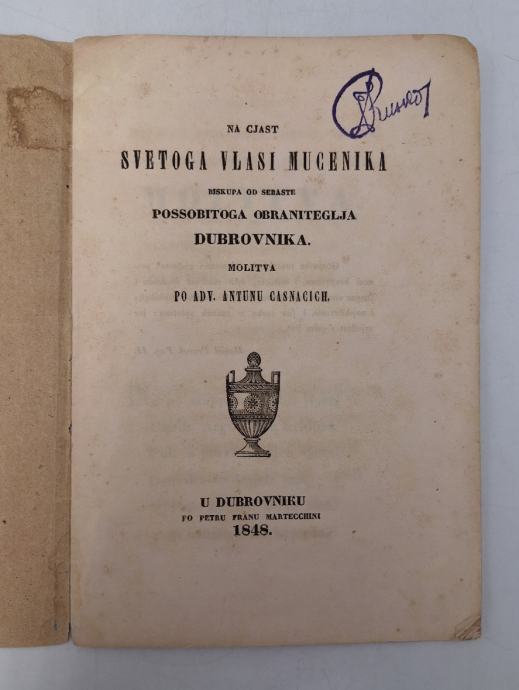 NA CJAST
SVETOGA VLASI MUCENIKA
BISKUPA OD SEBASTE
POSSOBITOGA OBRANITEGLJA
DUBROVNIKA.
MOLITVA
PO ADV. ANTUNU CASNACICH.
U DUBROVNIKU
PO PETRU FRANU MARTECCHINI
1848.